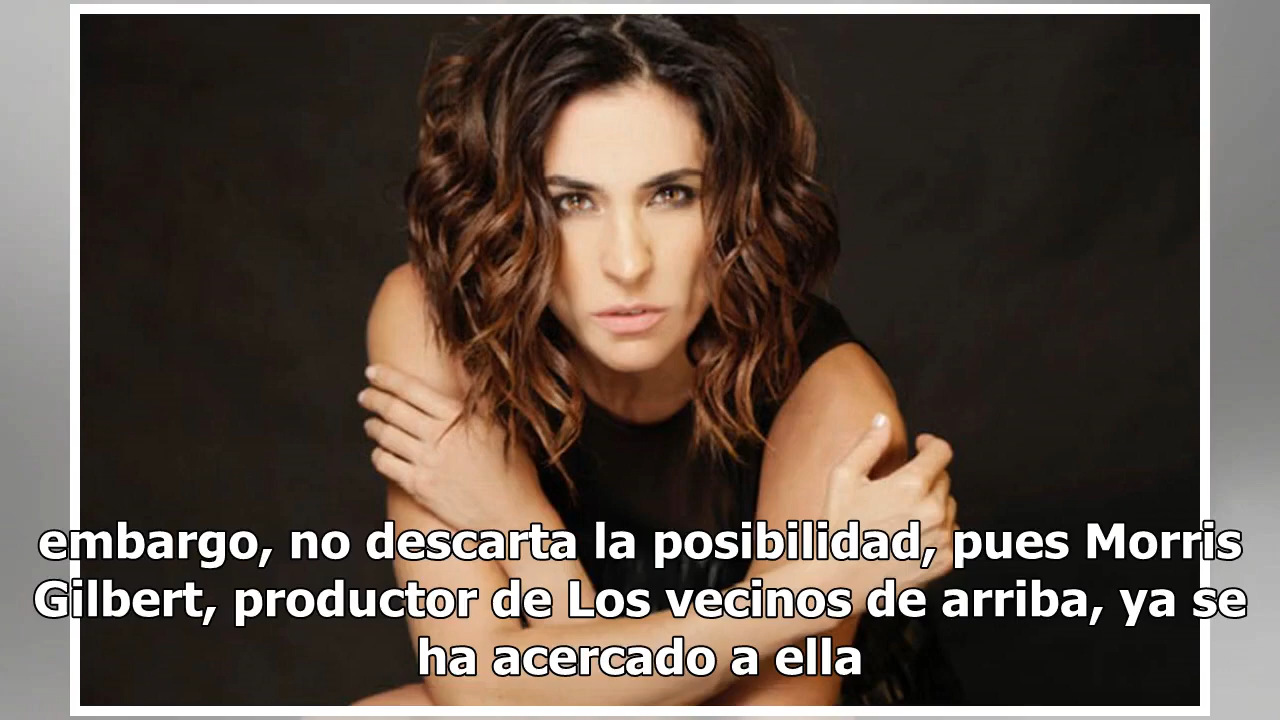 embargo, no descarta la posibilidad, pues Morris
Gilbert, productor de Los vecinos de arriba, ya se
ha acercado a ella